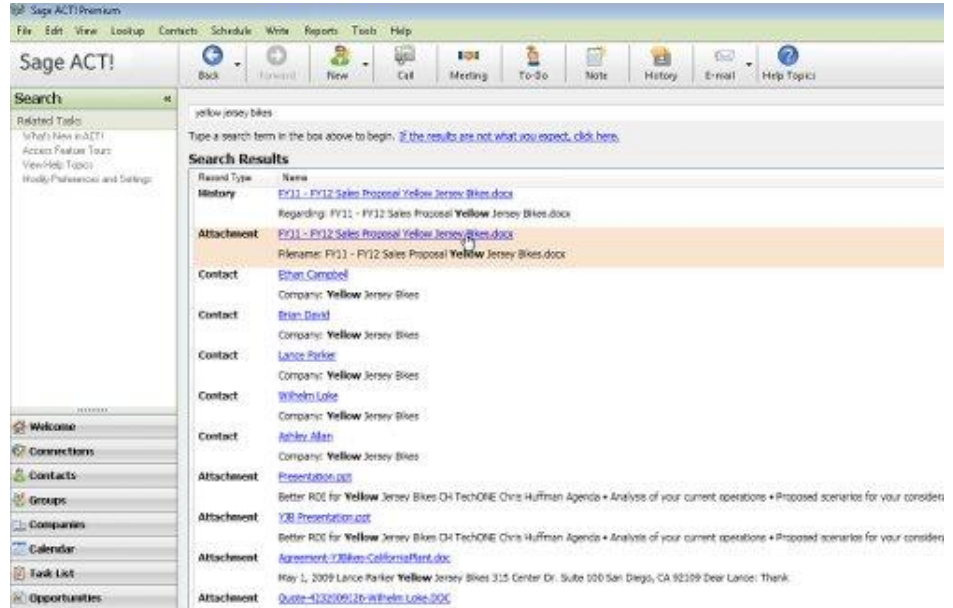 Sage ACT! Premium
File Edit View Lookup Contacts Schedule Write Reports Tools Help
Sage ACT!
Back Forward New Call Meeting To-Do Note History E-mail Help Topics
Search
Related Tasks
What's New in ACT!
Access Feature Tours
View Help Topics
Modify Preferences and Settings
yellow jersey bikes
Type a search term in the box above to begin. If the results are not what you expect, click here.
Search Results
Record Type Name
History FY11 - FY12 Sales Proposal Yellow Jersey Bikes.docx
Regarding: FY11 - FY12 Sales Proposal Yellow Jersey Bikes.docx
Attachment FY11 - FY12 Sales Proposal Yellow Jersey Bikes.docx
Filename: FY11 - FY12 Sales Proposal Yellow Jersey Bikes.docx
Contact Ethan Campbell
Company: Yellow Jersey Bikes
Contact Brian David
Company: Yellow Jersey Bikes
Contact Lance Parker
Company: Yellow Jersey Bikes
Contact Wilhelm Loke
Company: Yellow Jersey Bikes
Contact Ashley Allan
Company: Yellow Jersey Bikes
Attachment Presentation.ppt
Better ROI for Yellow Jersey Bikes CH TechONE Chris Huffman Agenda • Analysis of your current operations • Proposed scenarios for your considera
Attachment YJB Presentation.ppt
Better ROI for Yellow Jersey Bikes CH TechONE Chris Huffman Agenda • Analysis of your current operations • Proposed scenarios for your considera
Attachment Agreement-YJBikes-CaliforniaPlant.doc
May 1, 2009 Lance Parker Yellow Jersey Bikes 315 Center Dr. Suite 100 San Diego, CA 92109 Dear Lance: Thank
Attachment Quote-4232009126-Wilhelm Loke.DOC
Welcome
Connections
Contacts
Groups
Companies
Calendar
Task List
Opportunities